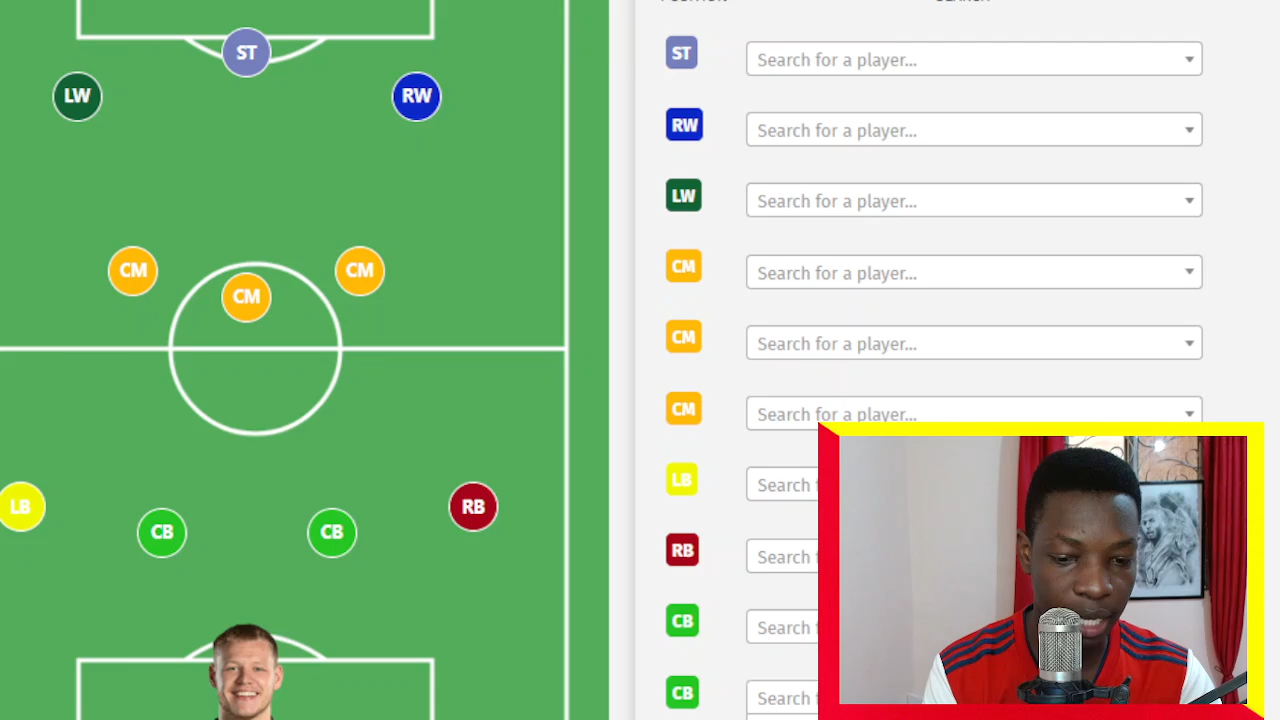 ST
LW
RW
CM
CM
CM
LB
CB
CB
RB
ST Search for a player...
RW Search for a player...
LW Search for a player...
CM Search for a player...
CM Search for a player...
CM Search for a player...
LB Search
RB Search
CB Search
CB Search